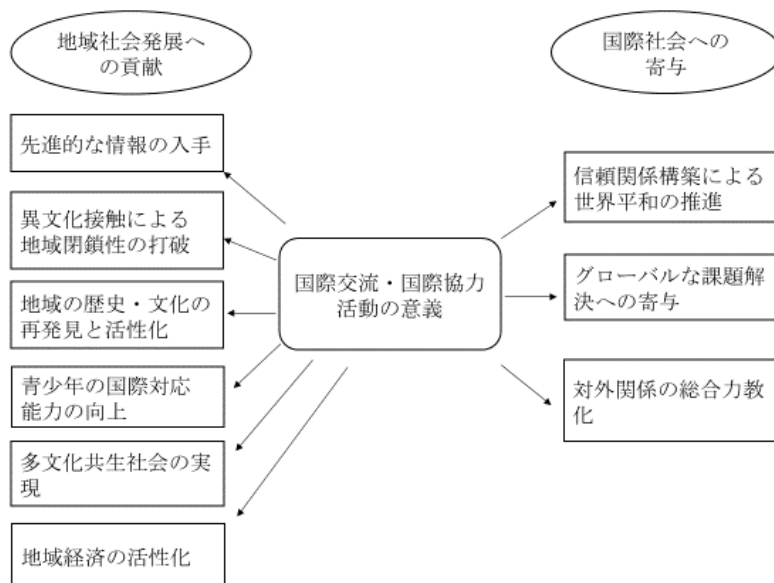 地域社会発展へ
の貢献
先進的な情報の入手
異文化接触による
地域閉鎖性の打破
地域の歴史・文化の
再発見と活性化
青少年の国際対応
能力の向上
多文化共生社会の実
現
地域経済の活性化
国際交流・国際協力
活動の意義
国際社会への
寄与
信頼関係構築による
世界平和の推進
グローバルな課題解
決への寄与
対外関係の総合力教
化